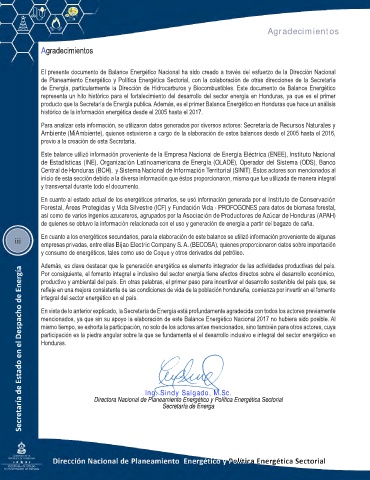 Agradecimientos
Agradecimientos
El presente documento de Balance Energético Nacional ha sido creado a través del esfuerzo de la Dirección Nacional
de Planeamiento Energético y Política Energética Sectorial, con la colaboración de otras direcciones de la Secretaría
de Energía, particularmente la Dirección de Hidrocarburos y Biocombustibles. Este documento de Balance Energético
representa un hito histórico para el fortalecimiento del desarrollo del sector energía en Honduras, ya que es el primer
producto que la Secretaría de Energía publica. Además, es el primer Balance Energético en Honduras que hace un análisis
histórico de la información energética desde el 2005 hasta el 2017.
Para analizar esta información, se utilizaron datos generados por diversos actores: Secretaría de Recursos Naturales y
Ambiente (MiAmbiente), quienes estuvieron a cargo de la elaboración de estos balances desde el 2005 hasta el 2016,
previo a la creación de esta Secretaría.
Este balance utilizó información proveniente de la Empresa Nacional de Energía Eléctrica (ENEE), Instituto Nacional
de Estadísticas (INE), Organización Latinoamericana de Energía (OLADE), Operador del Sistema (ODS), Banco
Central de Honduras (BCH), y Sistema Nacional de Información Territorial (SINIT). Estos actores son mencionados al
inicio de esta sección debido a la diversa información que éstos proporcionaron, misma que fue utilizada de manera integral
y transversal durante todo el documento.
En cuanto al estado actual de los energéticos primarios, se usó información generada por el Instituto de Conservación
Forestal, Áreas Protegidas y Vida Silvestre (ICF) y Fundación Vida - PROFOGONES para datos de biomasa forestal,
así como de varios ingenios azucareros, agrupados por la Asociación de Productores de Azúcar de Honduras (APAH)
de quienes se obtuvo la información relacionada con el uso y generación de energía a partir del bagazo de caña.
En cuanto a los energéticos secundarios, para la elaboración de este balance se utilizó información proveniente de algunas
empresas privadas, entre ellas Bijao Electric Company S. A. (BECOSA), quienes proporcionaron datos sobre importación
y consumo de energéticos, tales como uso de Coque y otros derivados del petróleo.
Además, es clave destacar que la generación energética es elemento integrador de las actividades productivas del país.
Por consiguiente, el fomento integral e inclusivo del sector energía tiene efectos directos sobre el desarrollo económico,
productivo y ambiental del país. En otras palabras, el primer paso para incentivar el desarrollo sostenible del país que, se
refleje en una mejora consistente de las condiciones de vida de la población hondureña, comienza por invertir en el fomento
integral del sector energético en el país.
En vista de lo anterior explicado, la Secretaría de Energía está profundamente agradecida con todos los actores previamente
mencionados, ya que sin su apoyo la elaboración de este Balance Energético Nacional 2017 no hubiera sido posible. Al
mismo tiempo, se exhorta la participación, no solo de los actores antes mencionados, sino también para otros actores, cuya
participación es la piedra angular sobre la que se fundamenta el el desarrollo inclusivo e integral del sector energético en
Honduras.
Ing. Sindy Salgado, M.Sc.
Directora Nacional de Planeamiento Energético y Política Energética Sectorial
Secretaría de Energía
iii
Secretaría de Estado en el Despacho de Energía
Dirección Nacional de Planeamiento Energético y Política Energética Sectorial